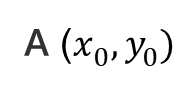 A (x₀, y₀)